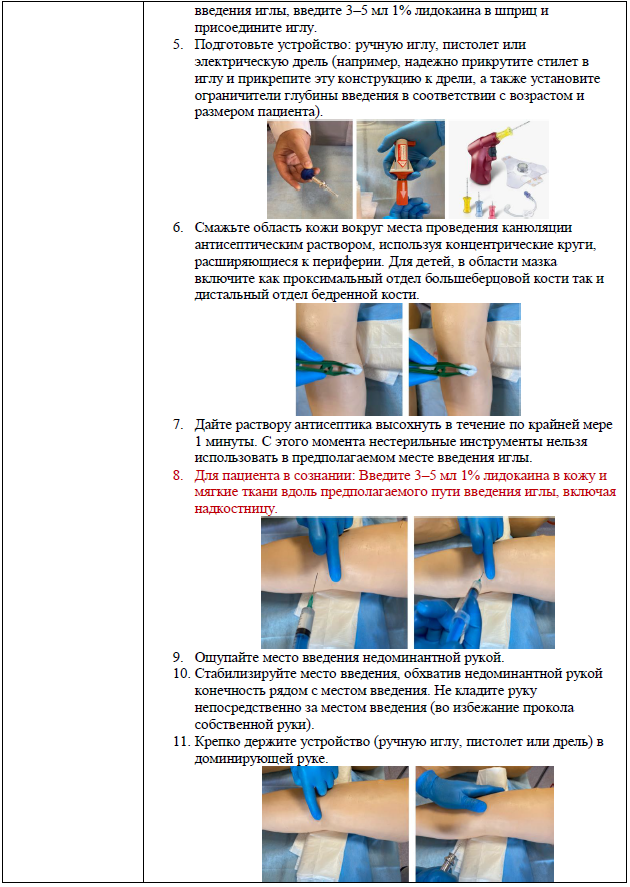 введения иглы, введите 3–5 мл 1% лидокаина в шприц и
присоедините иглу.
5. Подготовьте устройство: ручную иглу, пистолет или
электрическую дрель (например, надежно прикрутите стилет в
иглу и прикрепите эту конструкцию к дрели, а также установите
ограничители глубины введения в соответствии с возрастом и
размером пациента).
6. Смажьте область кожи вокруг места проведения канюляции
антисептическим раствором, используя концентрические круги,
расширяющиеся к периферии. Для детей, в области мазка
включите как проксимальный отдел большеберцовой кости так и
дистальный отдел бедренной кости.
7. Дайте раствору антисептика высохнуть в течение по крайней мере
1 минуты. С этого момента нестерильные инструменты нельзя
использовать в предполагаемом месте введения иглы.
8. Для пациента в сознании: Введите 3–5 мл 1% лидокаина в кожу и
мягкие ткани вдоль предполагаемого пути введения иглы, включая
надкостницу.
9. Ощупайте место введения недоминантной рукой.
10. Стабилизируйте место введения, обхватив недоминантной рукой
конечность рядом с местом введения. Не кладите руку
непосредственно за местом введения (во избежание прокола
собственной руки).
11. Крепко держите устройство (ручную иглу, пистолет или дрель) в
доминирующей руке.